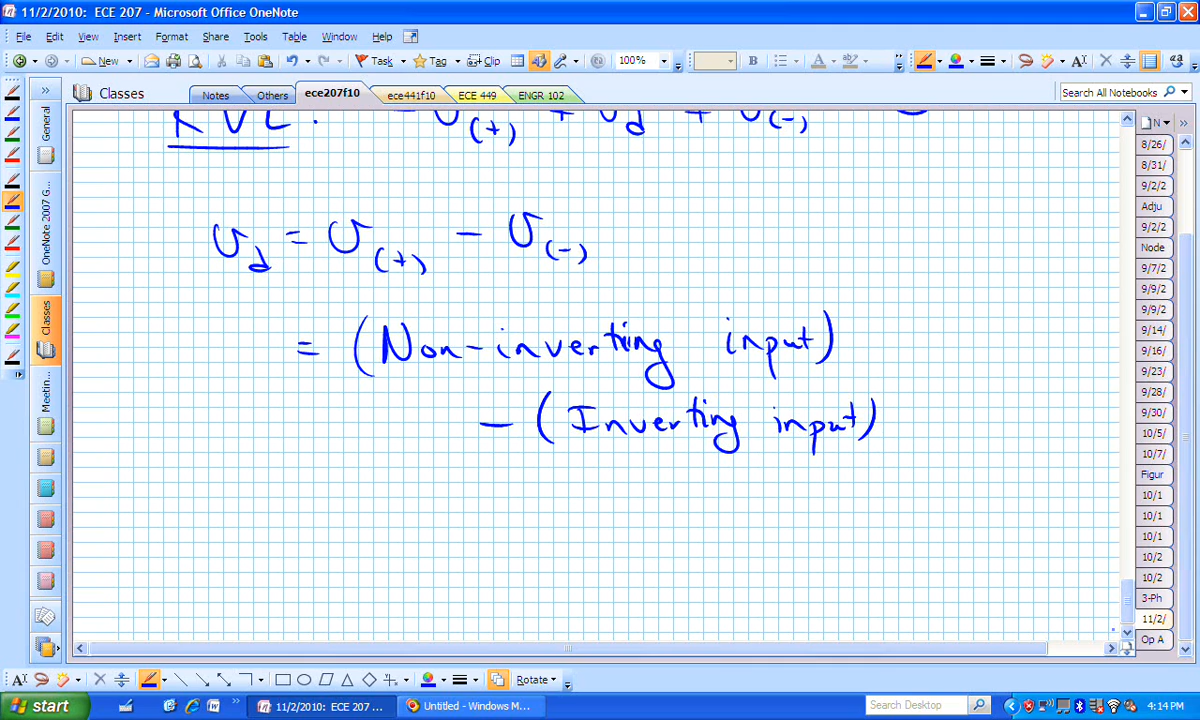 11/2/2010: ECE 207 - Microsoft Office OneNote
File Edit View Insert Format Share Tools Table Window Help
Back New Task Tag Clip 100% B A ab A
Classes Notes Others ece207f10 ece441f10 ECE 449 ENGR 102 Search All Notebooks
General
OneNote 2007 G...
Classes
Meetin...
KVL: - v(+) + vd + v(-)
vd = v(+) - v(-)
= (Non-inverting input)
- (Inverting input)
N
8/26/
8/31/
9/2/2
Adju
9/2/2
Node
9/7/2
9/9/2
9/9/2
9/14/
9/16/
9/23/
9/28/
9/30/
10/5/
10/7/
Figur
10/1
10/1
10/1
10/2
10/2
3-Ph
11/2/
Op A
Rotate
start 11/2/2010: ECE 207 ... Untitled - Windows M... Search Desktop 4:14 PM